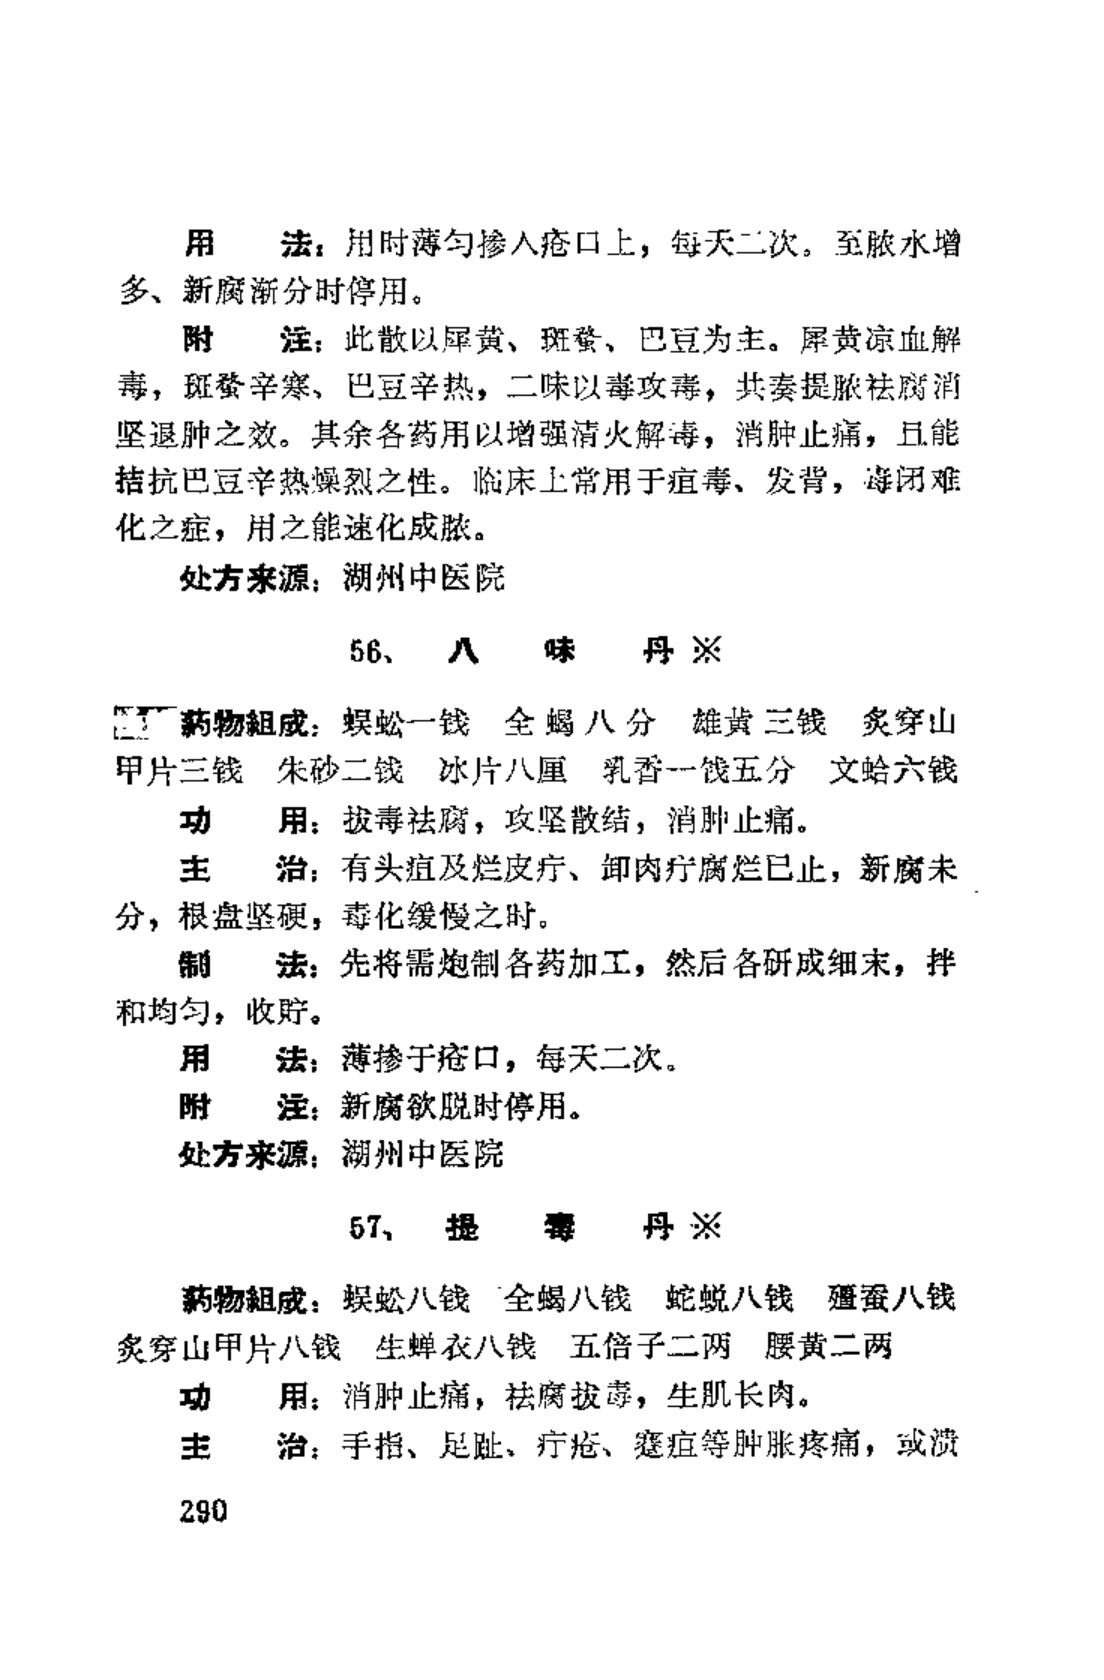 用　　法：用时薄匀掺入疮口上，每天二次。至脓水增
多、新腐渐分时停用。
附　　注：此散以犀黄、斑蝥、巴豆为主。犀黄凉血解
毒，斑蝥辛寒、巴豆辛热，二味以毒攻毒，共奏提脓祛腐消
坚退肿之效。其余各药用以增强清火解毒，消肿止痛，且能
拮抗巴豆辛热燥烈之性。临床上常用于疽毒、发背，毒闭难
化之症，用之能速化成脓。
处方来源：湖州中医院
56、　八　味　丹※
药物组成：蜈蚣一钱　全蝎八分　雄黄三钱　炙穿山
甲片三钱　朱砂二钱　冰片八厘　乳香一钱五分　文蛤六钱
功　　用：拔毒祛腐，攻坚散结，消肿止痛。
主　　治：有头疽及烂皮疔、卸肉疔腐烂已止，新腐未
分，根盘坚硬，毒化缓慢之时。
制　　法：先将需炮制各药加工，然后各研成细末，拌
和均匀，收贮。
用　　法：薄掺于疮口，每天二次。
附　　注：新腐欲脱时停用。
处方来源：湖州中医院
57、　提　毒　丹※
药物组成：蜈蚣八钱　全蝎八钱　蛇蜕八钱　殭蚕八钱
炙穿山甲片八钱　生蝉衣八钱　五倍子二两　腰黄二两
功　　用：消肿止痛，祛腐拔毒，生肌长肉。
主　　治：手指、足趾、疔疮、蹇疽等肿胀疼痛，或溃
290